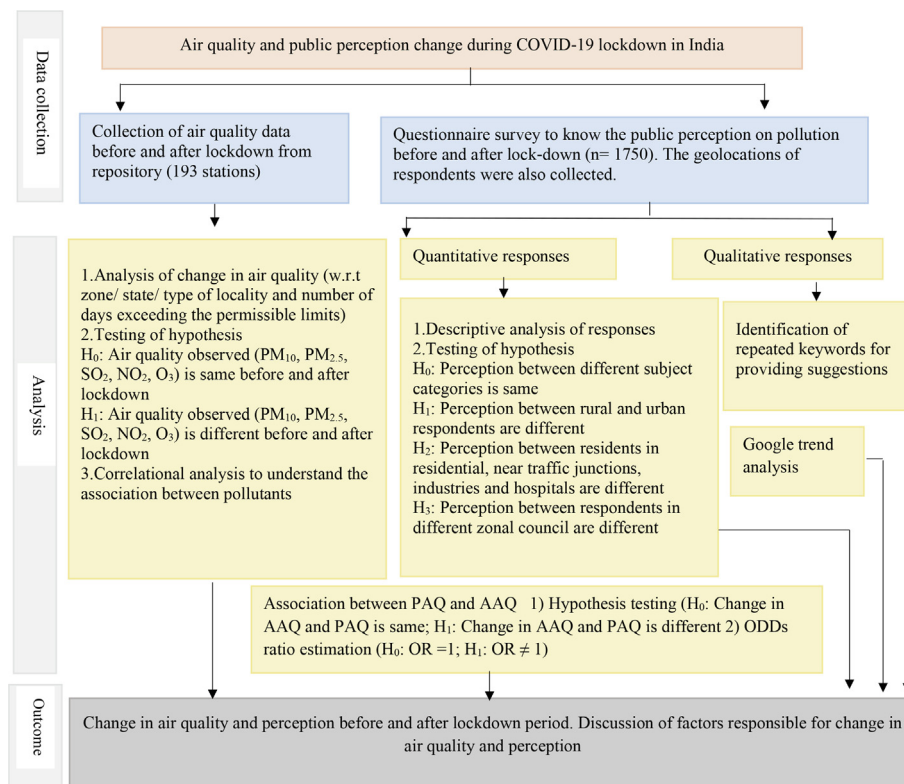 Data collection
Air quality and public perception change during COVID-19 lockdown in India
Collection of air quality data
before and after lockdown from
repository (193 stations)
Questionnaire survey to know the public perception on pollution
before and after lock-down (n= 1750). The geolocations of
respondents were also collected.
Analysis
1.Analysis of change in air quality (w.r.t
zone/ state/ type of locality and number of
days exceeding the permissible limits)
2.Testing of hypothesis
H₀: Air quality observed (PM₁₀, PM₂.₅,
SO₂, NO₂, O₃) is same before and after
lockdown
H₁: Air quality observed (PM₁₀, PM₂.₅,
SO₂, NO₂, O₃) is different before and after
lockdown
3.Correlational analysis to understand the
association between pollutants
Quantitative responses
1.Descriptive analysis of responses
2.Testing of hypothesis
H₀: Perception between different subject
categories is same
H₁: Perception between rural and urban
respondents are different
H₂: Perception between residents in
residential, near traffic junctions,
industries and hospitals are different
H₃: Perception between respondents in
different zonal council are different
Qualitative responses
Identification of
repeated keywords for
providing suggestions
Google trend
analysis
Association between PAQ and AAQ 1) Hypothesis testing (H₀: Change in
AAQ and PAQ is same; H₁: Change in AAQ and PAQ is different 2) ODDs
ratio estimation (H₀: OR =1; H₁: OR ≠ 1)
Outcome
Change in air quality and perception before and after lockdown period. Discussion of factors responsible for change in
air quality and perception